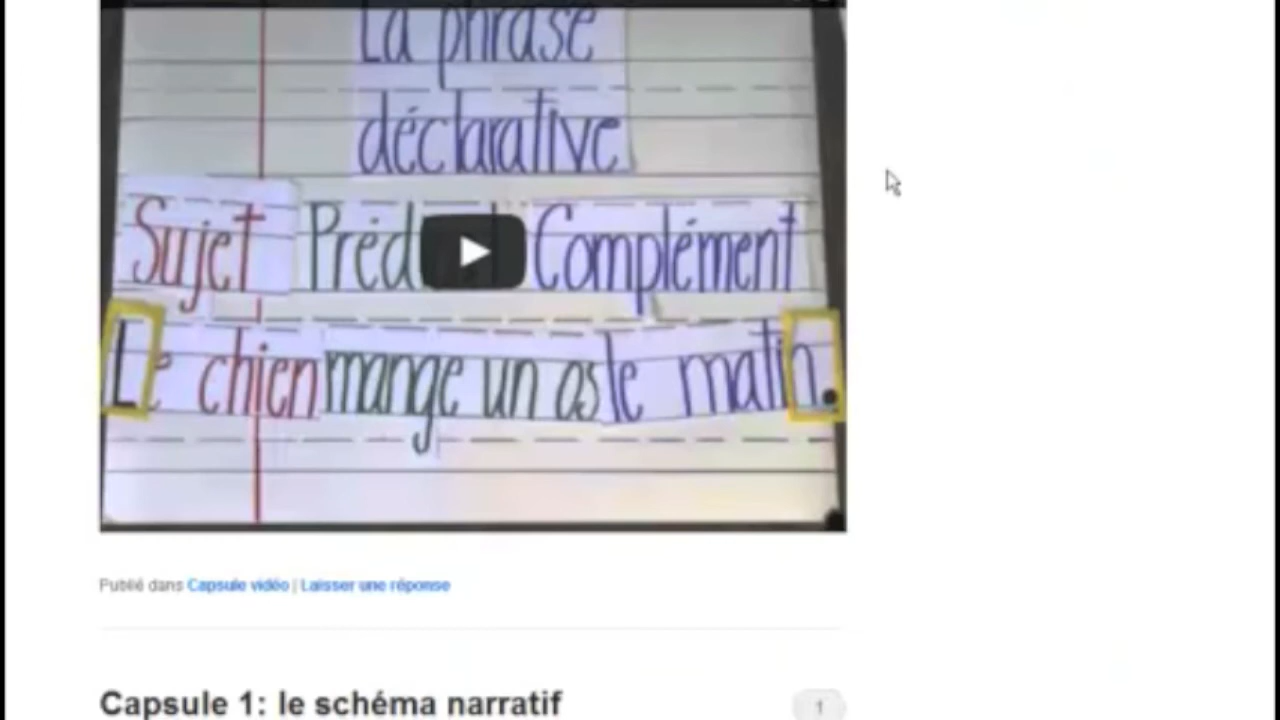 La phrase
déclarative
Sujet Préd Complément
Le chien mange un os le matin.
Publié dans Capsule vidéo | Laisser une réponse
Capsule 1: le schéma narratif
1